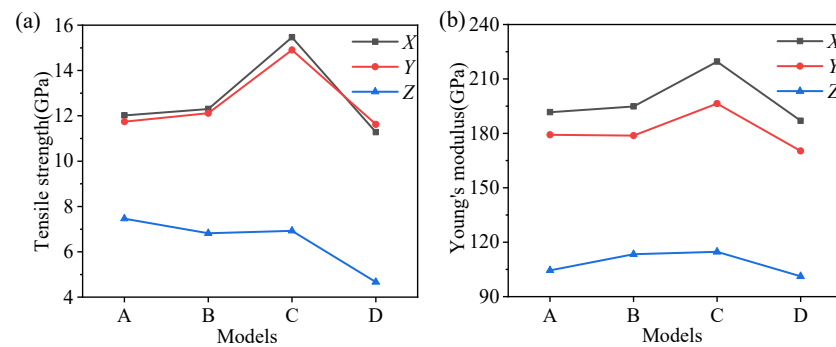 (a)
Tensile strength(GPa)
16
14
12
10
8
6
4
X
Y
Z
A B C D
Models
(b)
Young's modulus(GPa)
240
210
180
150
120
90
X
Y
Z
A B C D
Models